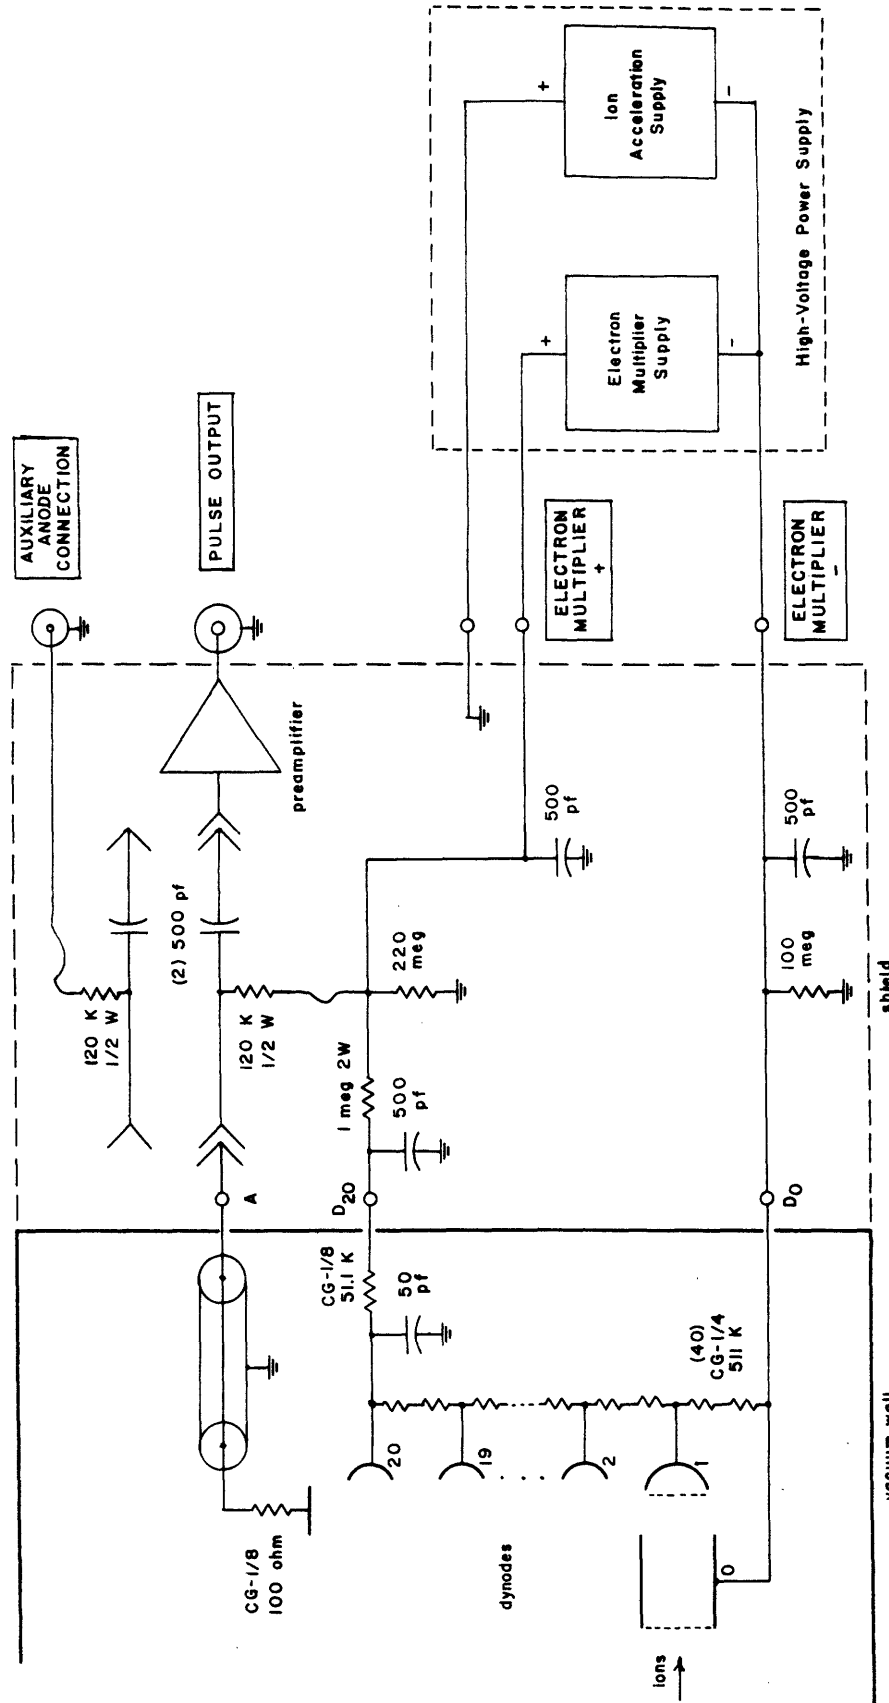 AUXILIARY
ANODE
CONNECTION
PULSE OUTPUT
preamplifier
120 K
1/2 W
(2) 500 pf
120 K
1/2 W
A
CG-1/8
100 ohm
ELECTRON
MULTIPLIER
+
ELECTRON
MULTIPLIER
-
+
Ion
Acceleration
Supply
-
+
Electron
Multiplier
Supply
-
High-Voltage Power Supply
500
pf
500
pf
220
meg
100
meg
1 meg 2W
500
pf
D20
D0
CG-1/8
51.1 K
50
pf
(40)
CG-1/4
511 K
20
19
2
1
0
dynodes
Ions
shield